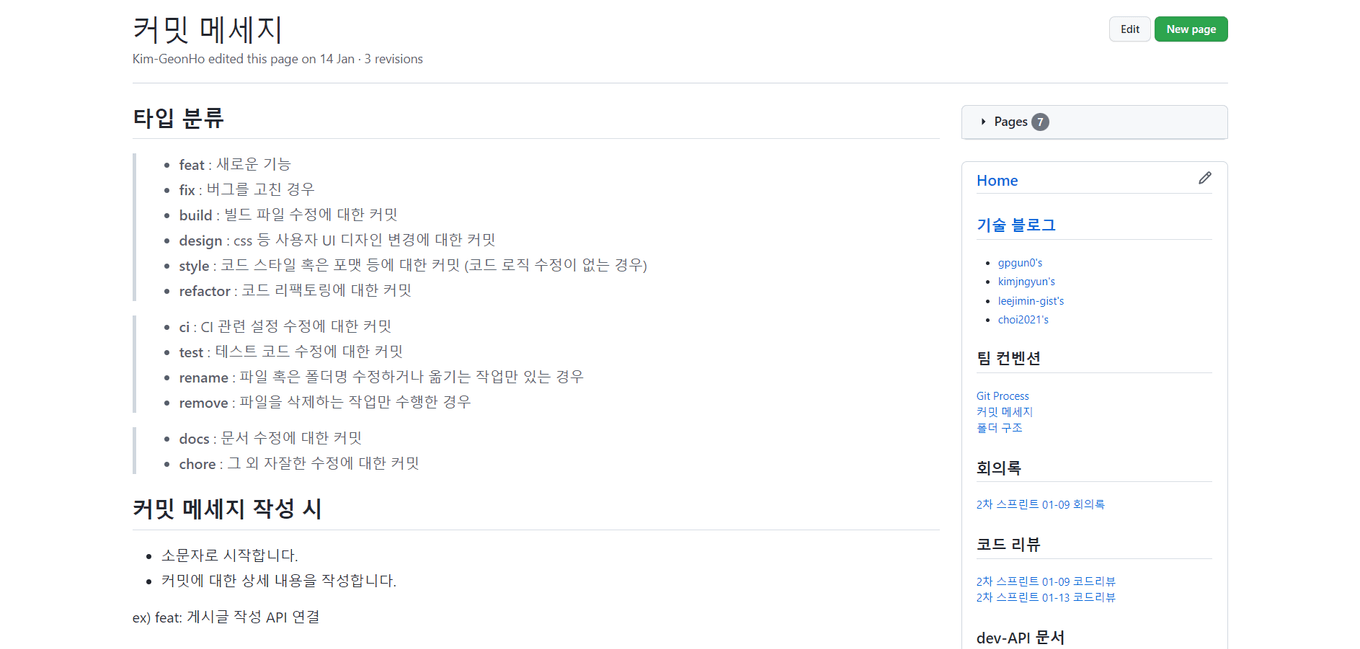 커밋 메세지
Edit
New page
Kim-GeonHo edited this page on 14 Jan · 3 revisions
타입 분류
feat : 새로운 기능
fix : 버그를 고친 경우
build : 빌드 파일 수정에 대한 커밋
design : css 등 사용자 UI 디자인 변경에 대한 커밋
style : 코드 스타일 혹은 포맷 등에 대한 커밋 (코드 로직 수정이 없는 경우)
refactor : 코드 리팩토링에 대한 커밋
ci : CI 관련 설정 수정에 대한 커밋
test : 테스트 코드 수정에 대한 커밋
rename : 파일 혹은 폴더명 수정하거나 옮기는 작업만 있는 경우
remove : 파일을 삭제하는 작업만 수행한 경우
docs : 문서 수정에 대한 커밋
chore : 그 외 자잘한 수정에 대한 커밋
커밋 메세지 작성 시
소문자로 시작합니다.
커밋에 대한 상세 내용을 작성합니다.
ex) feat: 게시글 작성 API 연결
Pages 7
Home
기술 블로그
gpgun0's
kimjngyun's
leejimin-gist's
choi2021's
팀 컨벤션
Git Process
커밋 메세지
폴더 구조
회의록
2차 스프린트 01-09 회의록
코드 리뷰
2차 스프린트 01-09 코드리뷰
2차 스프린트 01-13 코드리뷰
dev-API 문서